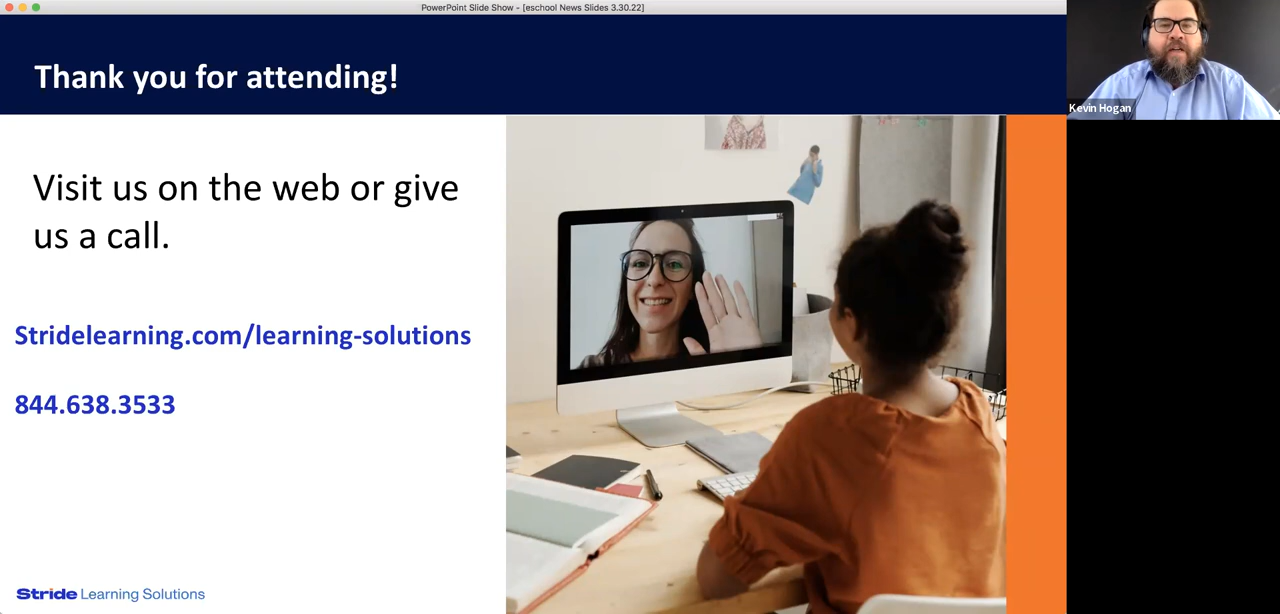 PowerPoint Slide Show - [eschool News Slides 3.30.22]
Thank you for attending!
Kevin Hogan
Visit us on the web or give
us a call.
Stridelearning.com/learning-solutions
844.638.3533
Stride Learning Solutions